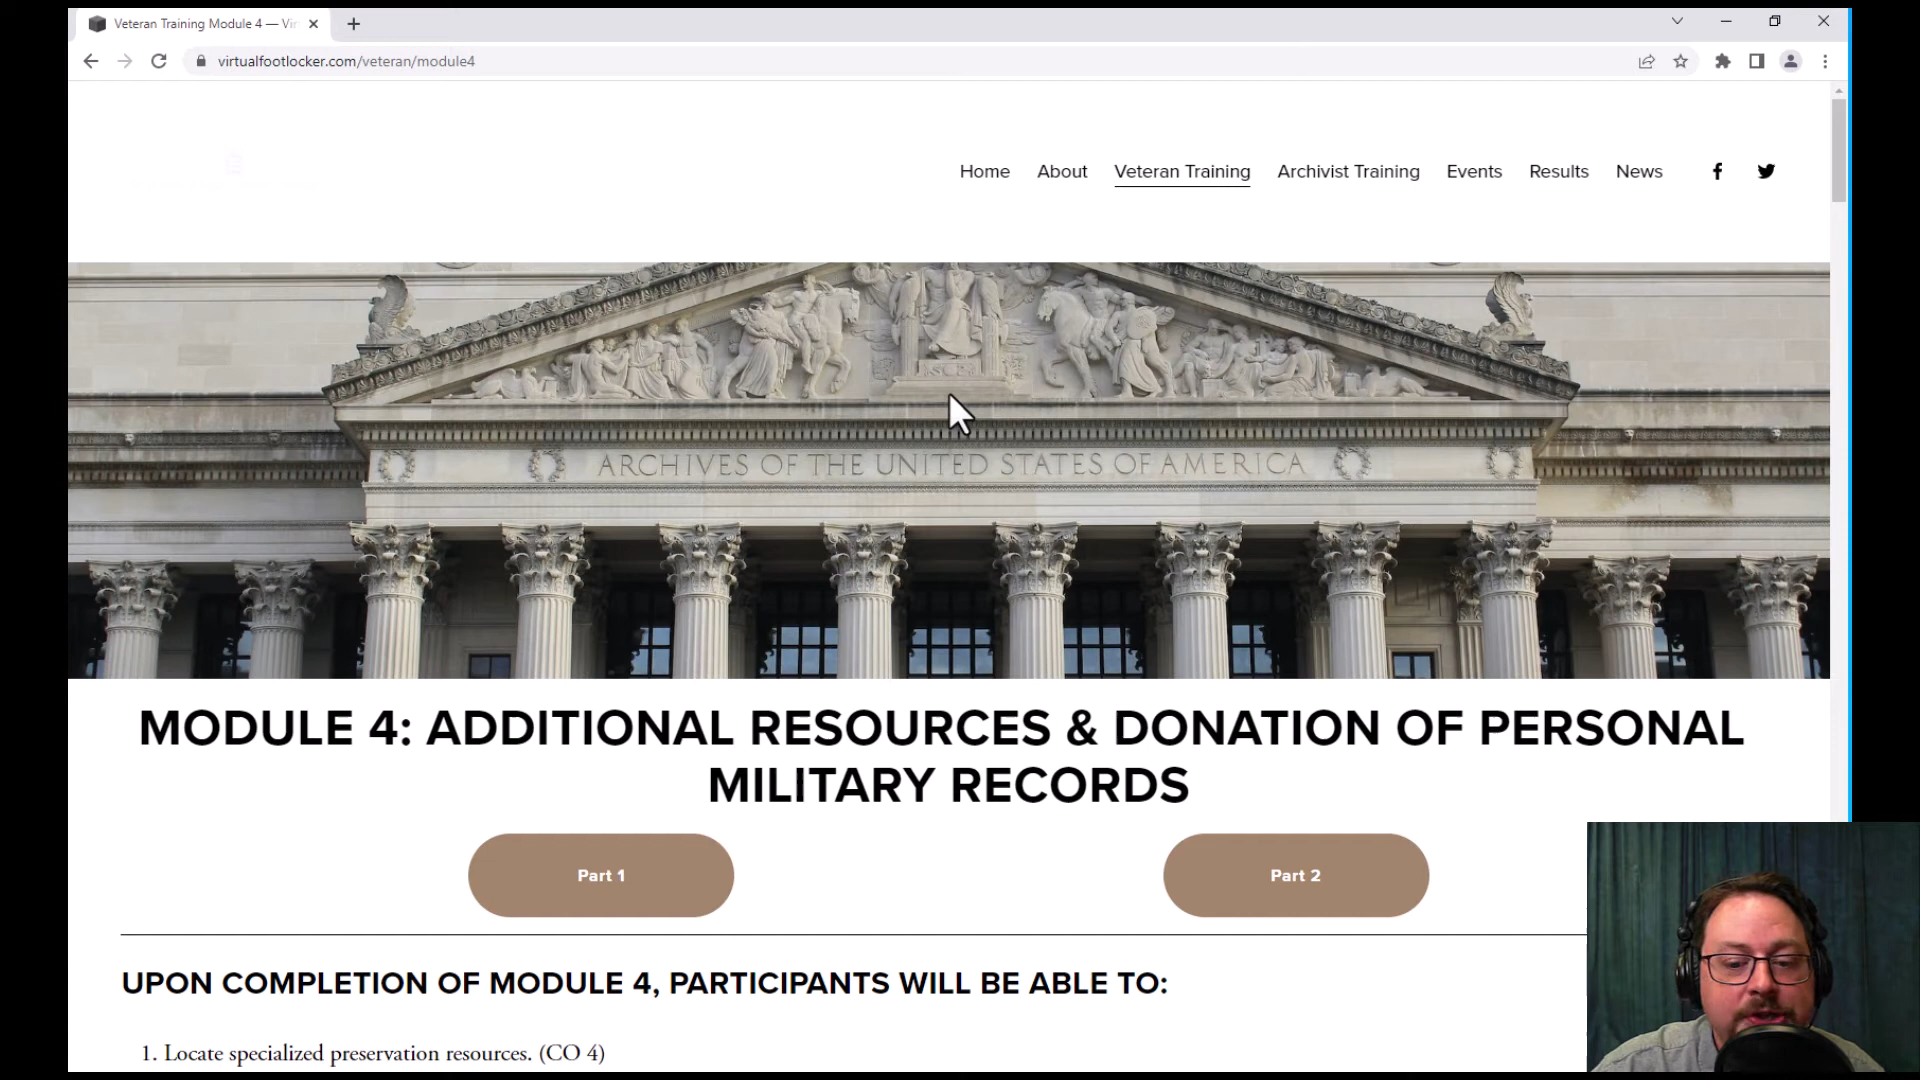 Veteran Training Module 4 — Vir
virtualfootlocker.com/veteran/module4
Home About Veteran Training Archivist Training Events Results News
ARCHIVES OF THE UNITED STATES OF AMERICA
MODULE 4: ADDITIONAL RESOURCES & DONATION OF PERSONAL
MILITARY RECORDS
Part 1 Part 2
UPON COMPLETION OF MODULE 4, PARTICIPANTS WILL BE ABLE TO:
1. Locate specialized preservation resources. (CO 4)